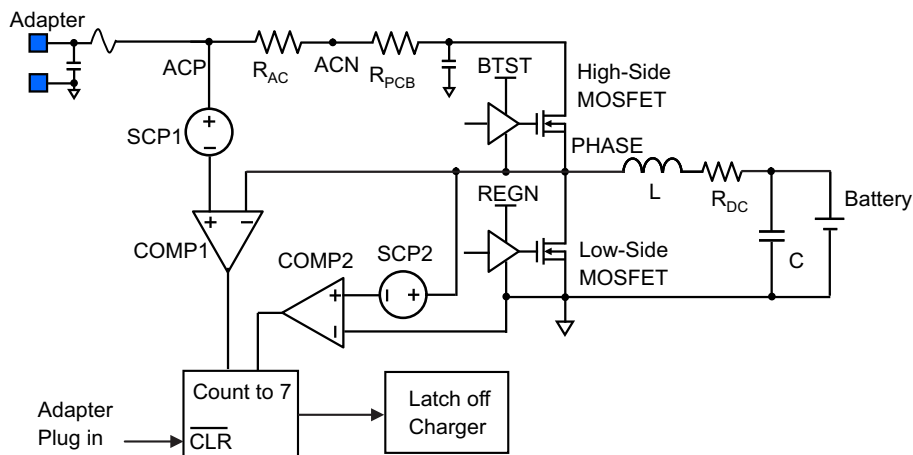 Adapter
ACP
R_AC
ACN
R_PCB
BTST
High-Side
MOSFET
SCP1
+
−
PHASE
REGN
L
R_DC
Battery
+
−
COMP1
COMP2
SCP2
Low-Side
MOSFET
C
+
−
+
−
Count to 7
Latch off
Charger
Adapter
Plug in
CLR